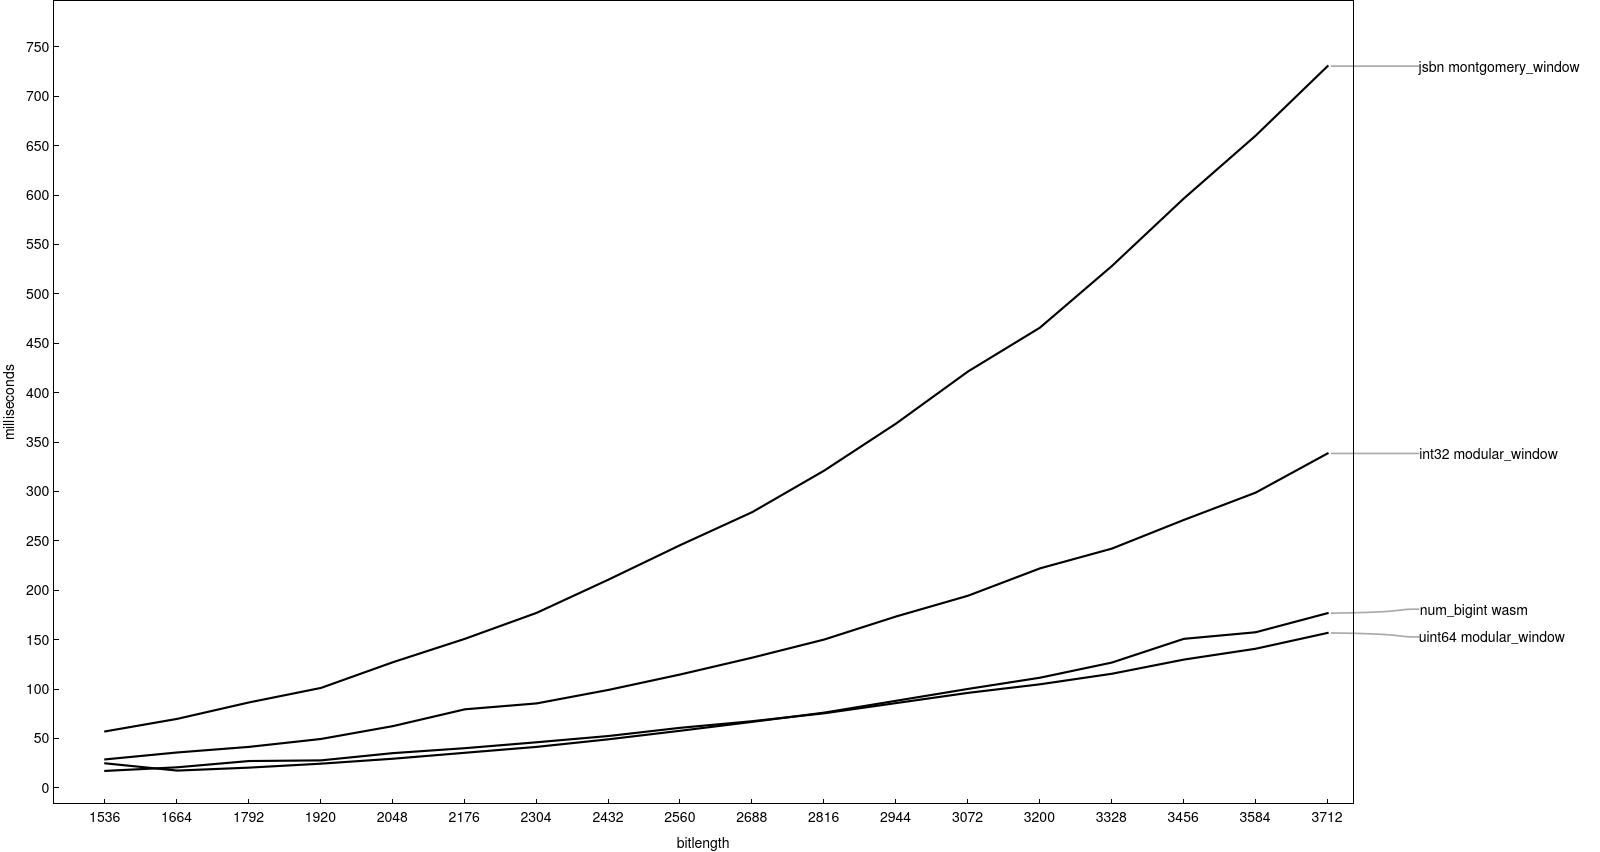 750
700
650
600
550
500
450
400
350
300
250
200
150
100
50
0
milliseconds
jsbn montgomery_window
int32 modular_window
num_bigint wasm
uint64 modular_window
1536 1664 1792 1920 2048 2176 2304 2432 2560 2688 2816 2944 3072 3200 3328 3456 3584 3712
bitlength